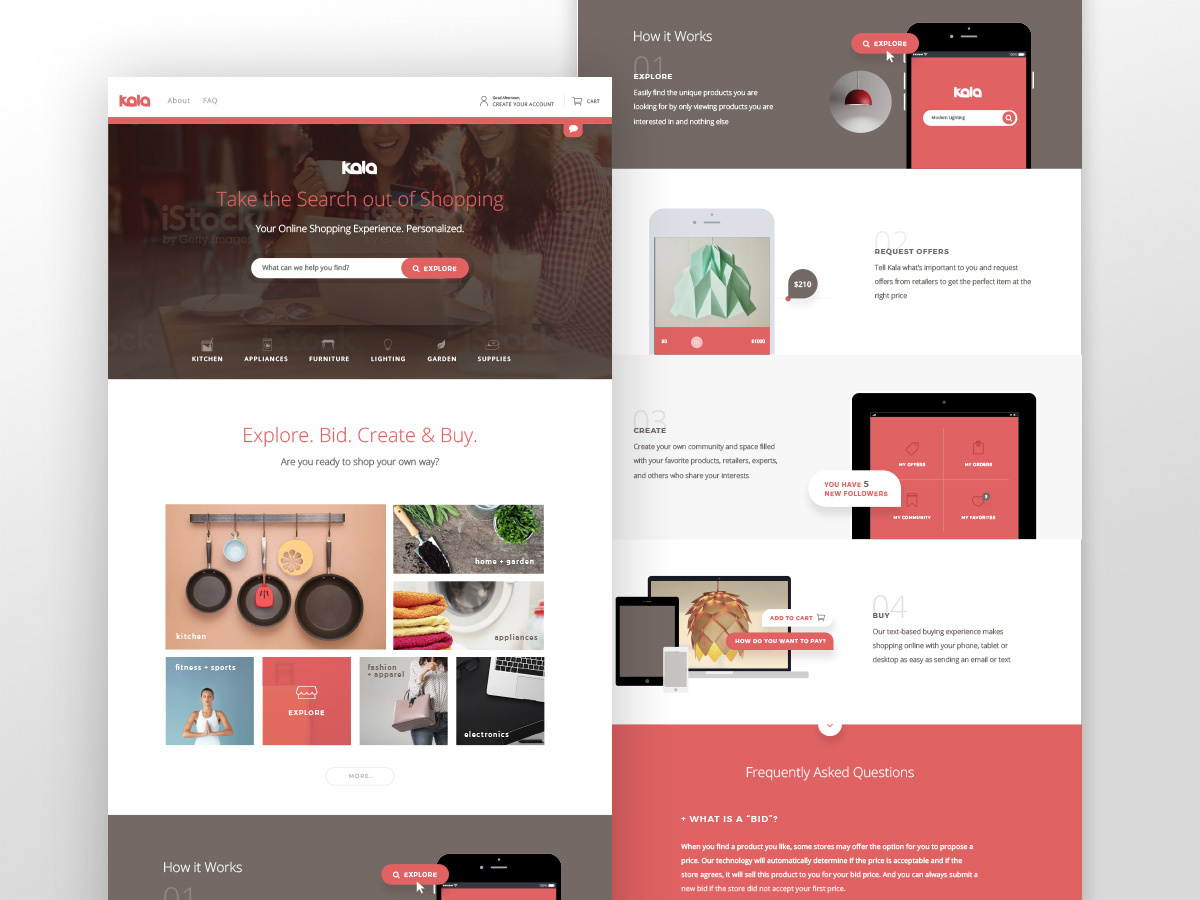 kala
About
FAQ
Good Afternoon,
CREATE YOUR ACCOUNT
CART
kala
Take the Search out of Shopping
iStock
by Getty Images
Your Online Shopping Experience. Personalized.
What can we help you find?
EXPLORE
KITCHEN
APPLIANCES
FURNITURE
LIGHTING
GARDEN
SUPPLIES
Explore. Bid. Create & Buy.
Are you ready to shop your own way?
kitchen
home + garden
appliances
fitness + sports
EXPLORE
fashion
+ apparel
electronics
MORE..
How it Works
01
EXPLORE
How it Works
01
EXPLORE
Easily find the unique products you are
looking for by only viewing products you are
interested in and nothing else
EXPLORE
kala
Modern Lighting
$210
$0
$1000
02
REQUEST OFFERS
Tell Kala what's important to you and request
offers from retailers to get the perfect item at the
right price
03
CREATE
Create your own community and space filled
with your favorite products, retailers, experts,
and others who share your interests
MY OFFERS
MY ORDERS
YOU HAVE 5
NEW FOLLOWERS
MY COMMUNITY
MY FAVORITES
ADD TO CART
HOW DO YOU WANT TO PAY?
04
BUY
Our text-based buying experience makes
shopping online with your phone, tablet or
desktop as easy as sending an email or text
Frequently Asked Questions
+ WHAT IS A "BID"?
When you find a product you like, some stores may offer the option for you to propose a
price. Our technology will automatically determine if the price is acceptable and if the
store agrees, it will sell this product to you for your bid price. And you can always submit a
new bid if the store did not accept your first price.